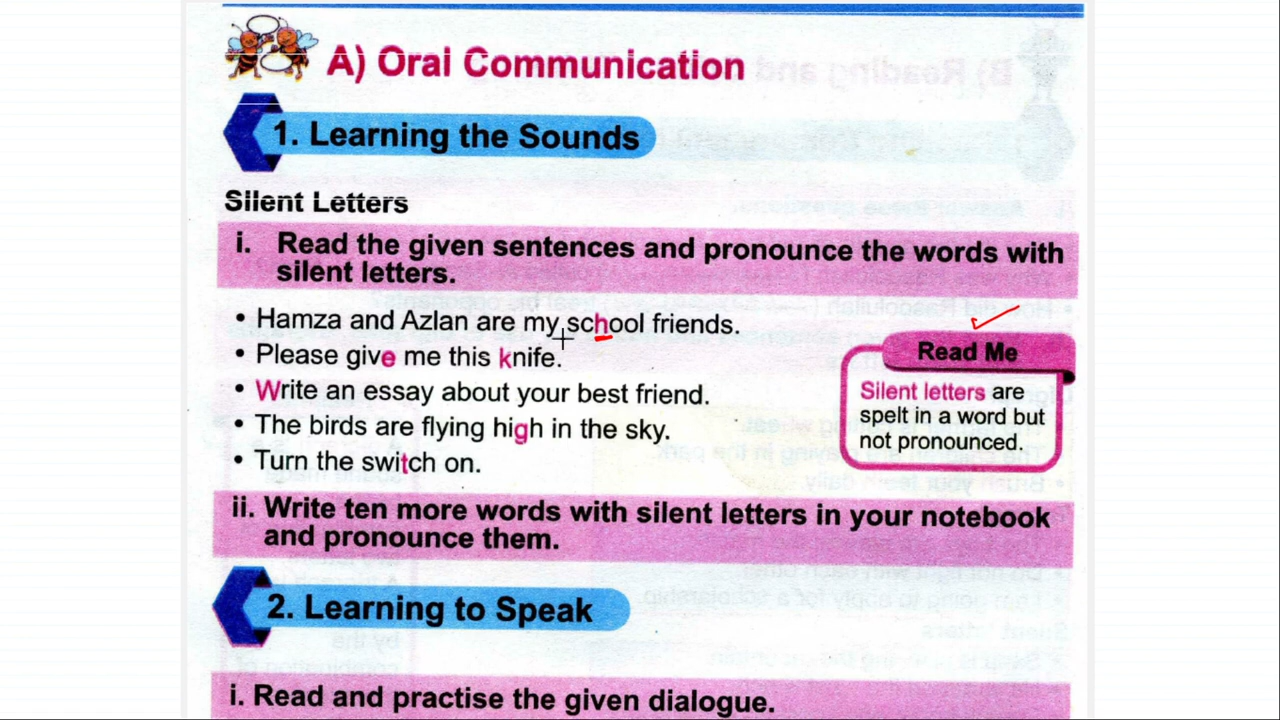 A) Oral Communication
1. Learning the Sounds
Silent Letters
i. Read the given sentences and pronounce the words with
silent letters.
• Hamza and Azlan are my school friends.
• Please give me this knife.
• Write an essay about your best friend.
• The birds are flying high in the sky.
• Turn the switch on.
Read Me
Silent letters are
spelt in a word but
not pronounced.
ii. Write ten more words with silent letters in your notebook
and pronounce them.
2. Learning to Speak
i. Read and practise the given dialogue.